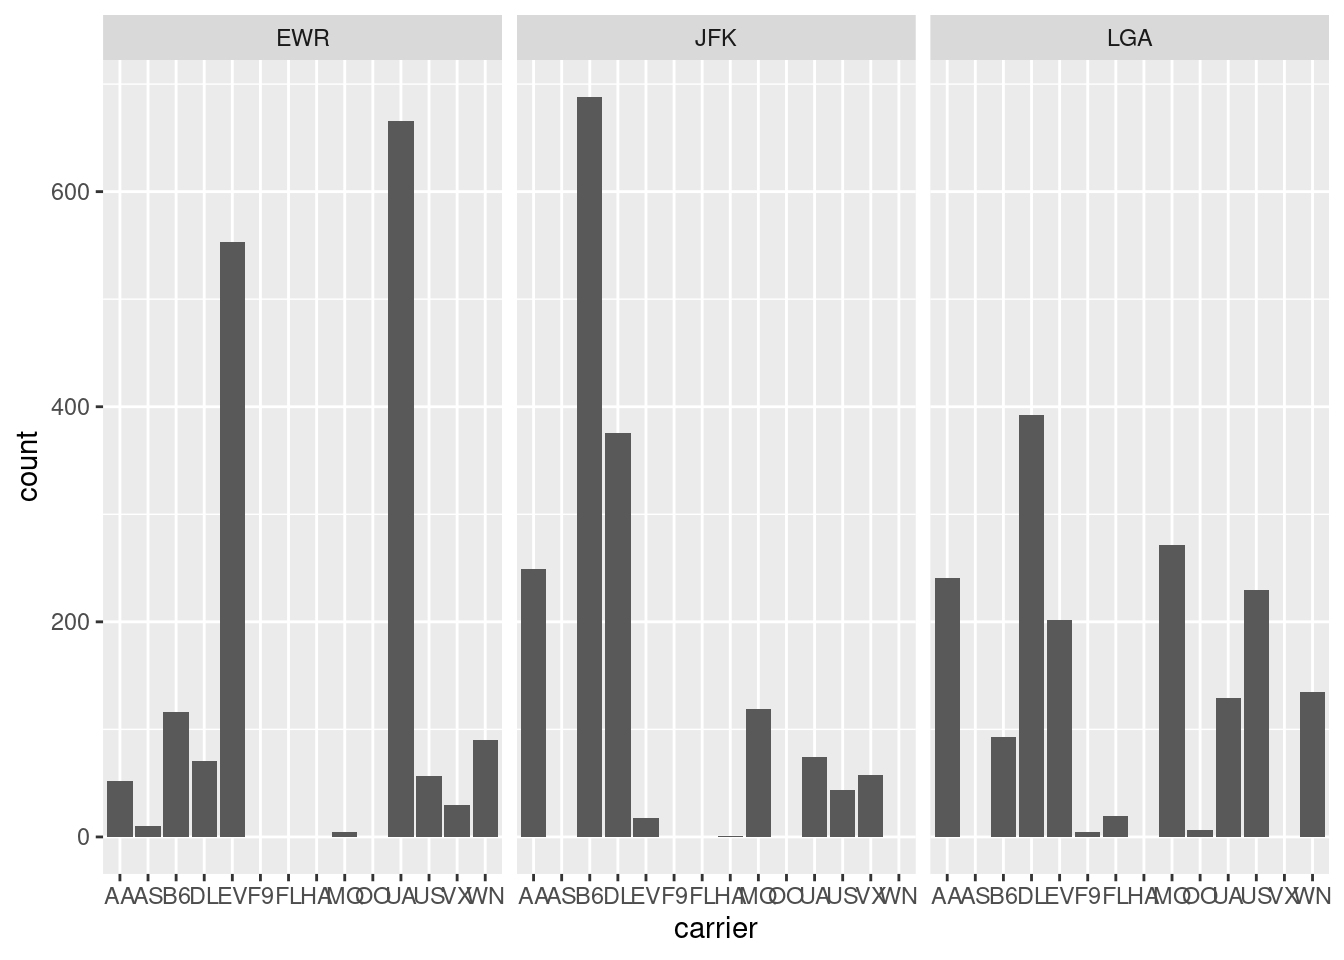 EWR JFK LGA
600
400
200
0
count
AA AS B6 DL EV F9 FL HA MQ OO UA US VX WN AA AS B6 DL EV F9 FL HA MQ OO UA US VX WN AA AS B6 DL EV F9 FL HA MQ OO UA US VX WN
carrier